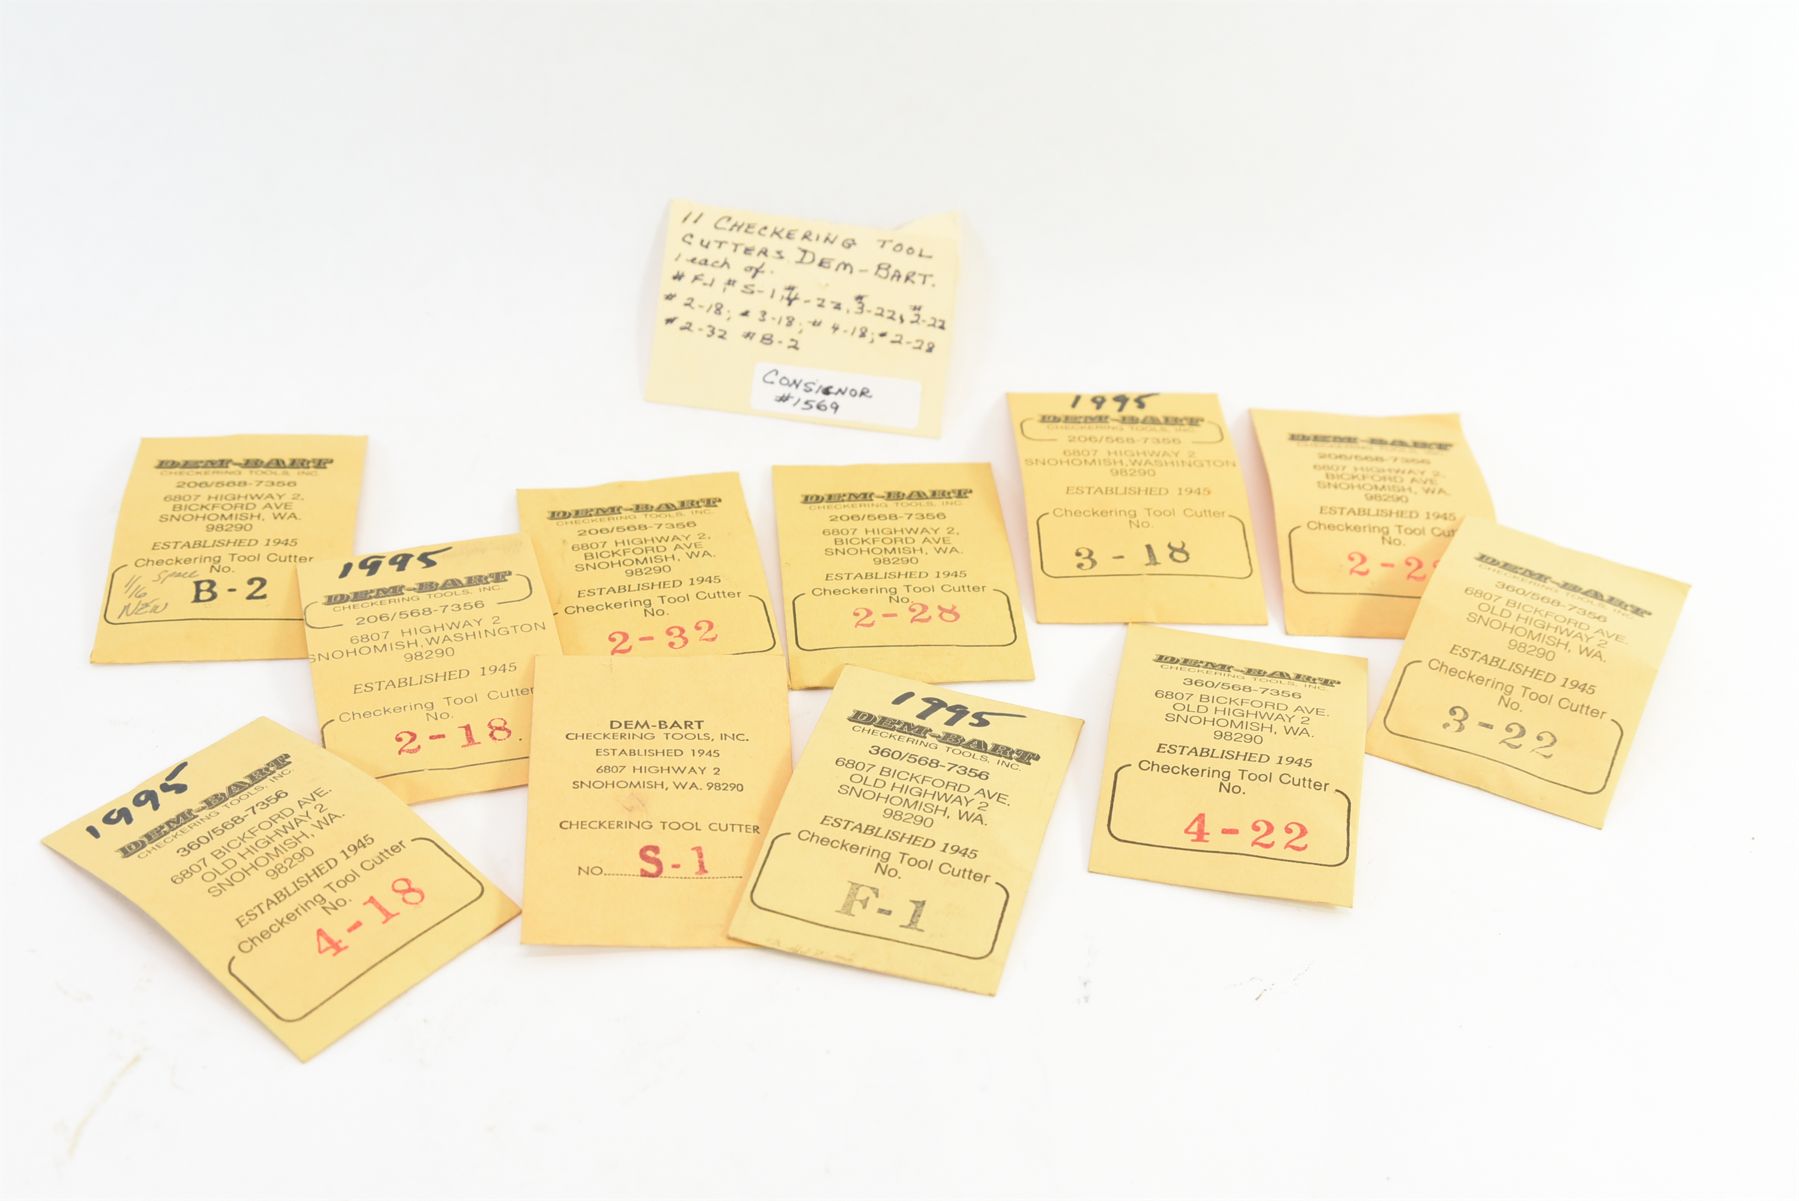 11 CHECKERING TOOL
CUTTERS DEM-BART.
1 each of.
# F-1, # S-1, # 4-22, # 3-22, # 2-22
# 2-18; # 3-18; # 4-18; # 2-28
# 2-32 # B-2
CONSIGNOR
#1569
DEM-BART
CHECKERING TOOLS, INC.
206/568-7356
6807 HIGHWAY 2,
BICKFORD AVE
SNOHOMISH, WA.
98290
ESTABLISHED 1945
Checkering Tool Cutter
No.
1/16 space
NEW
B-2
1995
DEM-BART
CHECKERING TOOLS, INC.
206/568-7356
6807 HIGHWAY 2
SNOHOMISH, WASHINGTON
98290
ESTABLISHED 1945
Checkering Tool Cutter
No.
2-18.
DEM-BART
CHECKERING TOOLS, INC.
206/568-7356
6807 HIGHWAY 2,
BICKFORD AVE
SNOHOMISH, WA.
98290
ESTABLISHED 1945
Checkering Tool Cutter
No.
2-32
DEM-BART
CHECKERING TOOLS, INC.
206/568-7356
6807 HIGHWAY 2,
BICKFORD AVE
SNOHOMISH, WA.
98290
ESTABLISHED 1945
Checkering Tool Cutter
No.
2-28
1995
DEM-BART
CHECKERING TOOLS, INC.
206/568-7356
6807 HIGHWAY 2
SNOHOMISH, WASHINGTON
98290
ESTABLISHED 1945
Checkering Tool Cutter
No.
3-18
DEM-BART
CHECKERING TOOLS, INC.
206/568-7356
6807 HIGHWAY 2,
BICKFORD AVE
SNOHOMISH, WA.
98290
ESTABLISHED 1945
Checkering Tool Cut
No.
2-2
DEM-BART
CHECKERING TOOLS, INC.
360/568-7356
6807 BICKFORD AVE.
OLD HIGHWAY 2
SNOHOMISH, WA.
98290
ESTABLISHED 1945
Checkering Tool Cutter
No.
3-22
1995
DEM-BART
CHECKERING TOOLS, INC
360/568-7356
6807 BICKFORD AVE.
OLD HIGHWAY 2
SNOHOMISH, WA.
98290
ESTABLISHED 1945
Checkering Tool Cutter
No.
4-18
DEM-BART
CHECKERING TOOLS, INC.
ESTABLISHED 1945
6807 HIGHWAY 2
SNOHOMISH, WA. 98290
CHECKERING TOOL CUTTER
NO. S-1
1995
DEM-BART
CHECKERING TOOLS, INC.
360/568-7356
6807 BICKFORD AVE.
OLD HIGHWAY 2
SNOHOMISH, WA.
98290
ESTABLISHED 1945
Checkering Tool Cutter
No.
F-1
DEM-BART
CHECKERING TOOLS, INC.
360/568-7356
6807 BICKFORD AVE.
OLD HIGHWAY 2
SNOHOMISH, WA.
98290
ESTABLISHED 1945
Checkering Tool Cutter
No.
4-22